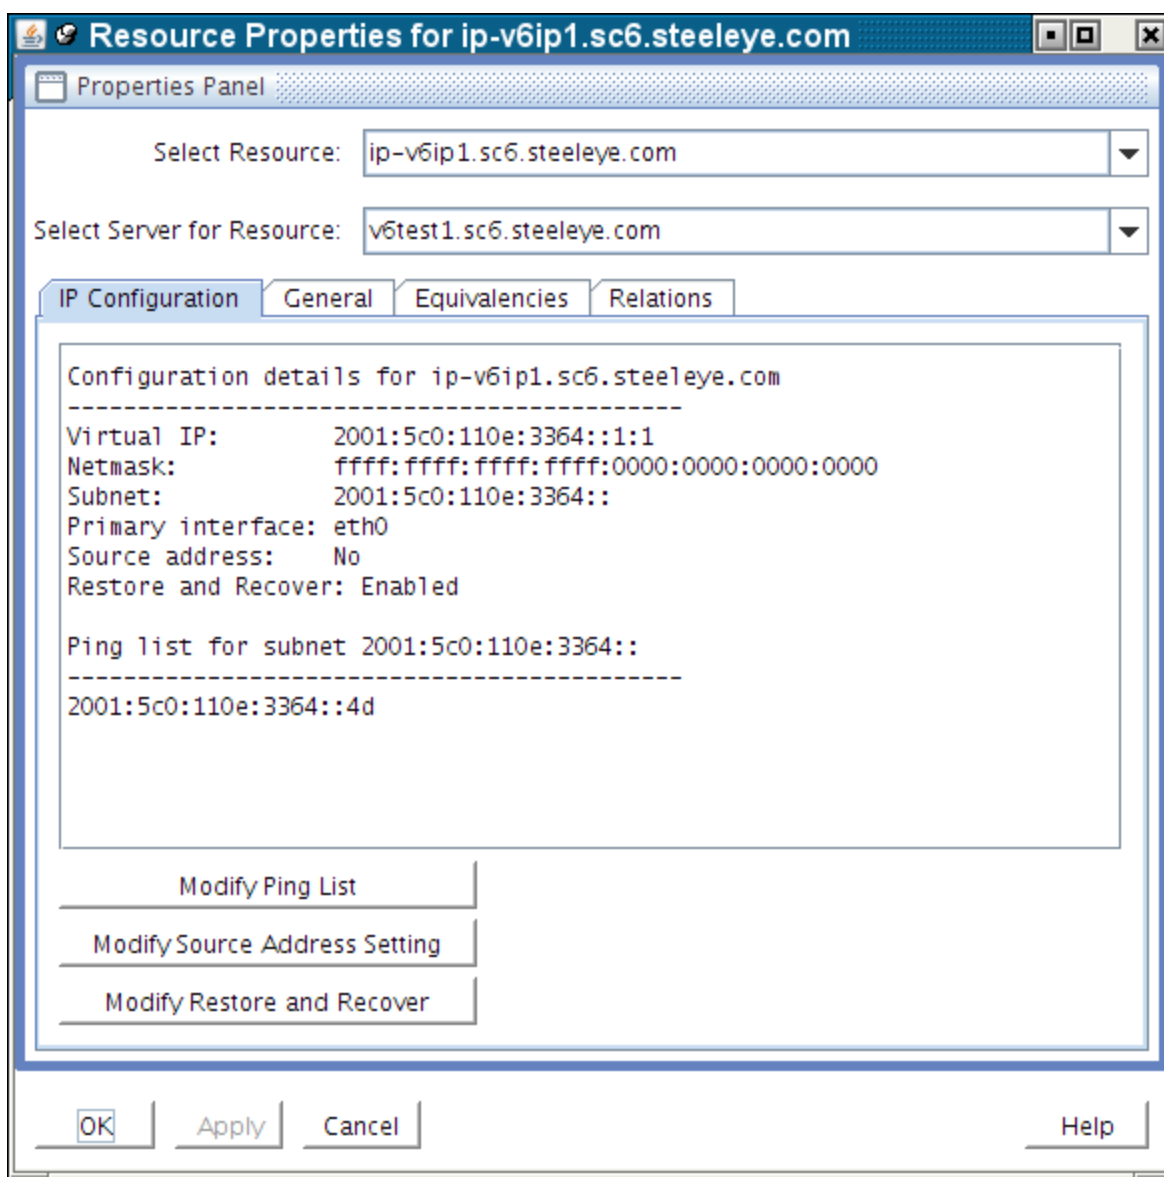 Resource Properties for ip-v6ip1.sc6.steeleye.com
Properties Panel
Select Resource: ip-v6ip1.sc6.steeleye.com
Select Server for Resource: v6test1.sc6.steeleye.com
IP Configuration General Equivalencies Relations
Configuration details for ip-v6ip1.sc6.steeleye.com
--------------------------------------------
Virtual IP: 2001:5c0:110e:3364::1:1
Netmask: ffff:ffff:ffff:ffff:0000:0000:0000:0000
Subnet: 2001:5c0:110e:3364::
Primary interface: eth0
Source address: No
Restore and Recover: Enabled
Ping list for subnet 2001:5c0:110e:3364::
--------------------------------------------
2001:5c0:110e:3364::4d
Modify Ping List
Modify Source Address Setting
Modify Restore and Recover
OK Apply Cancel Help